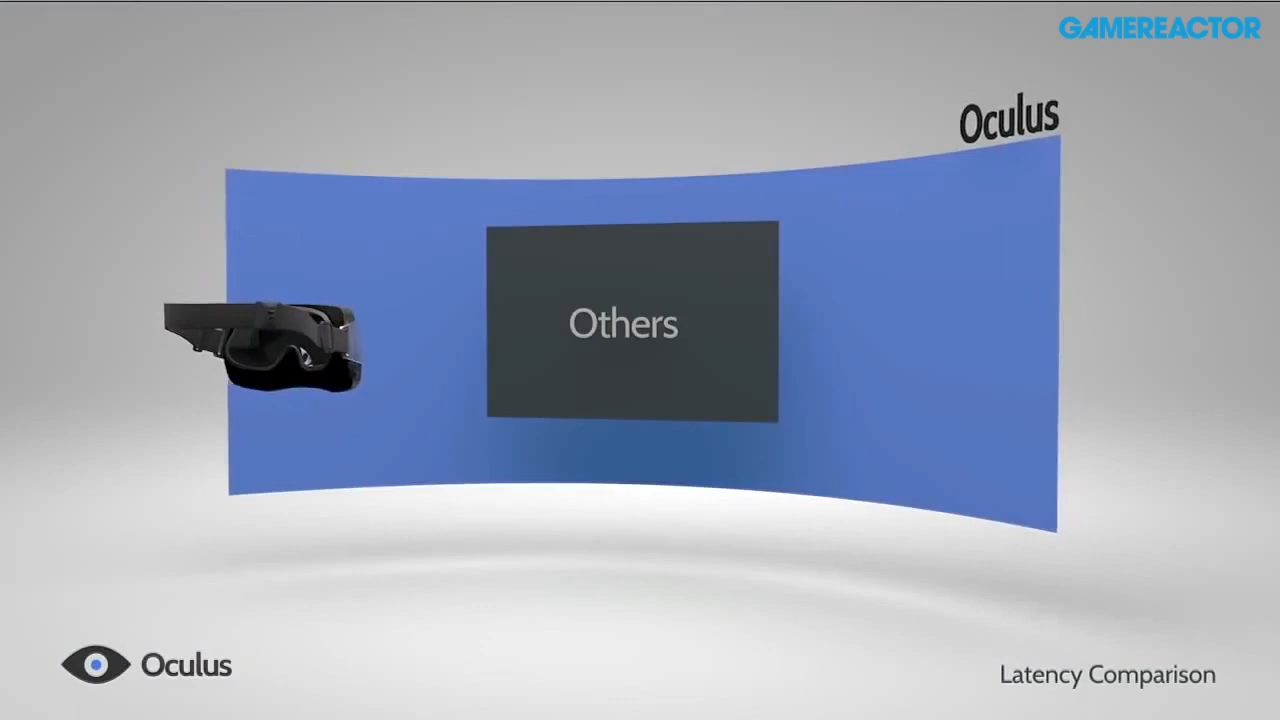 GAMEREACTOR
Oculus
Others
Oculus
Latency Comparison